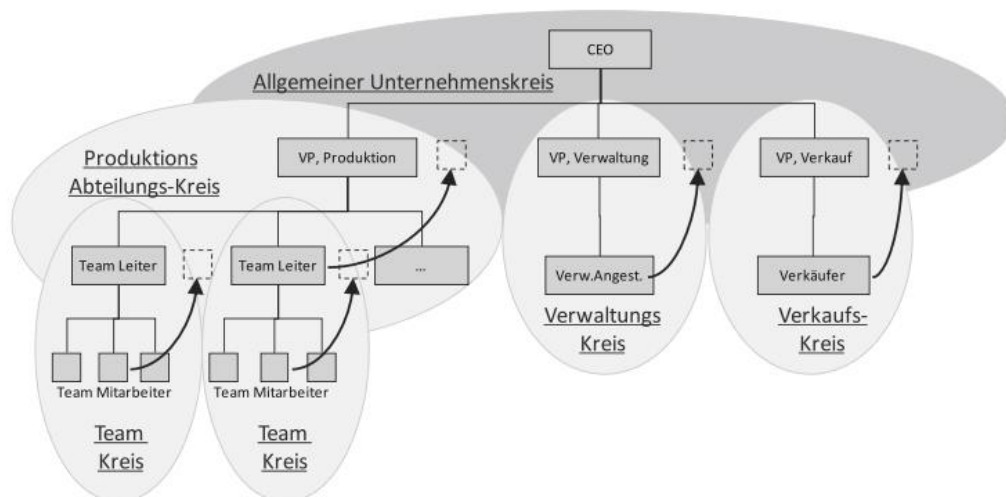 CEO
Allgemeiner Unternehmenskreis
Produktions
Abteilungs-Kreis
VP, Produktion
VP, Verwaltung
VP, Verkauf
Team Leiter
Team Leiter
...
Verw.Angest.
Verkäufer
Verwaltungs
Kreis
Verkaufs-
Kreis
Team Mitarbeiter
Team Mitarbeiter
Team
Kreis
Team
Kreis